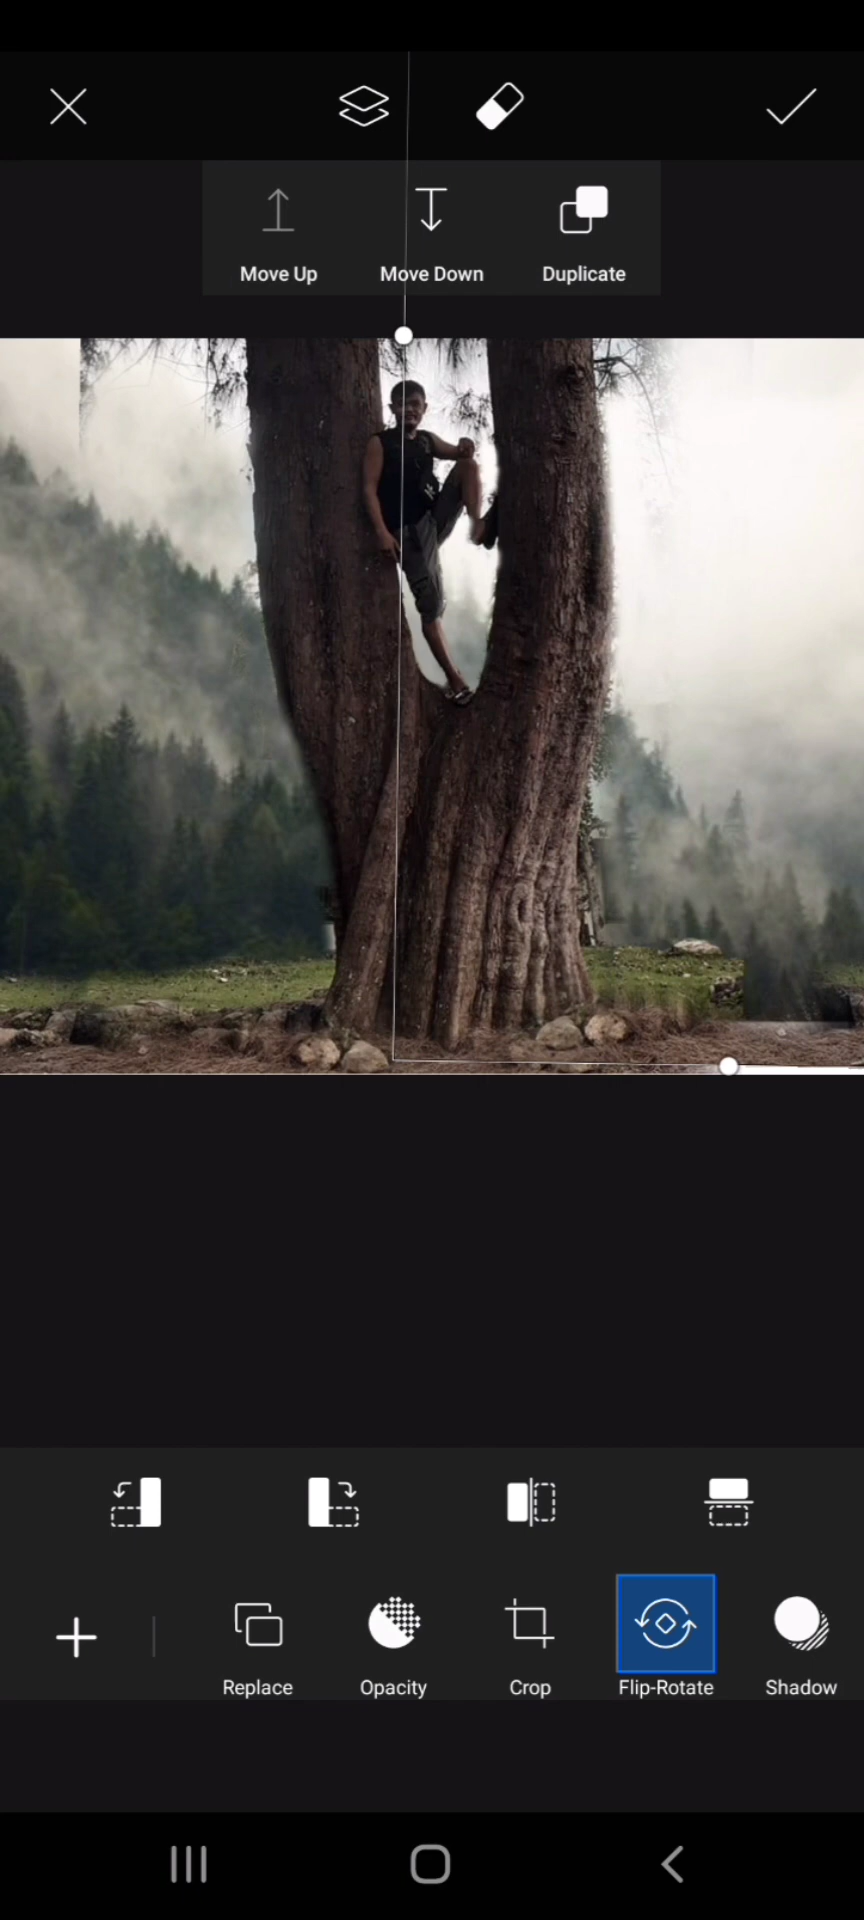 Move Up
Move Down
Duplicate
Replace
Opacity
Crop
Flip-Rotate
Shadow